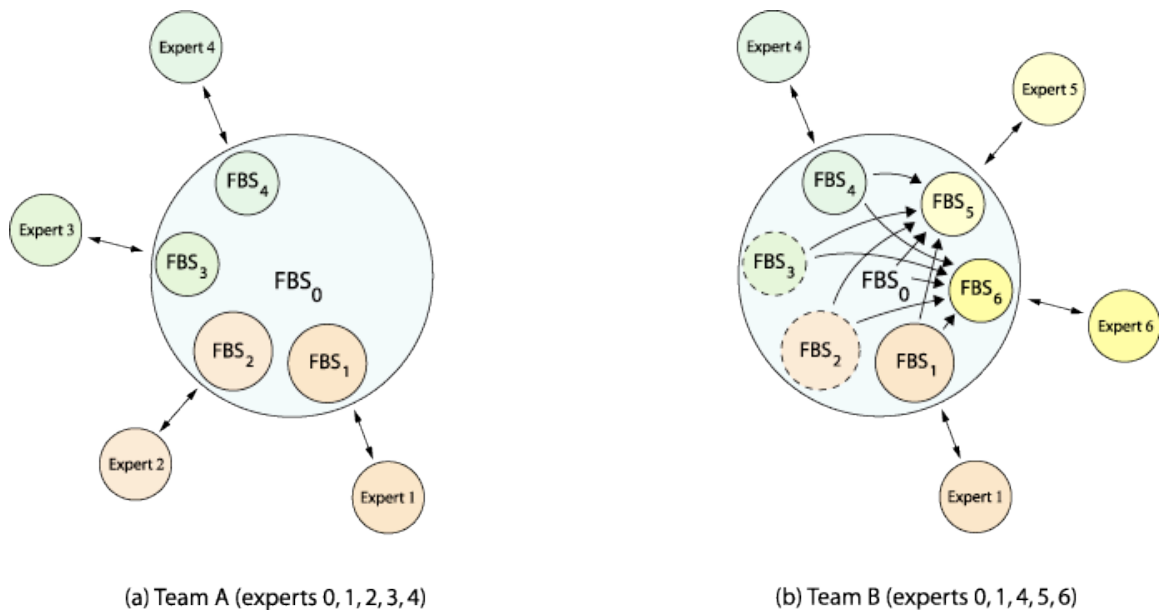 Expert 4
Expert 3
FBS4
FBS3
FBS0
FBS2
FBS1
Expert 2
Expert 1
(a) Team A (experts 0, 1, 2, 3, 4)
Expert 4
Expert 5
FBS4
FBS5
FBS3
FBS0
FBS6
FBS2
FBS1
Expert 6
Expert 1
(b) Team B (experts 0, 1, 4, 5, 6)